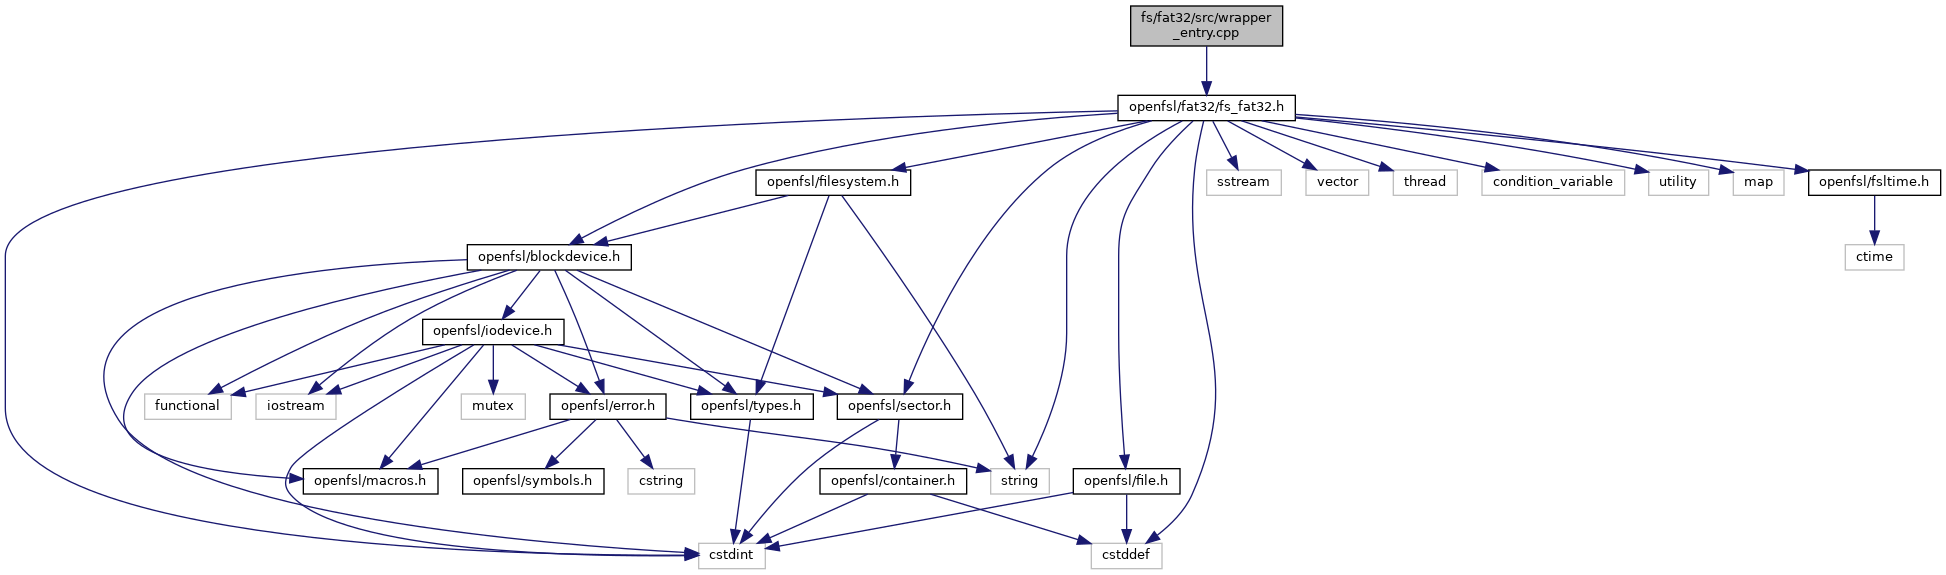 fs/fat32/src/wrapper
_entry.cpp
openfsl/fat32/fs_fat32.h
openfsl/filesystem.h
sstream
vector
thread
condition_variable
utility
map
openfsl/fsltime.h
openfsl/blockdevice.h
ctime
openfsl/iodevice.h
functional
iostream
mutex
openfsl/error.h
openfsl/types.h
openfsl/sector.h
openfsl/macros.h
openfsl/symbols.h
cstring
openfsl/container.h
string
openfsl/file.h
cstdint
cstddef